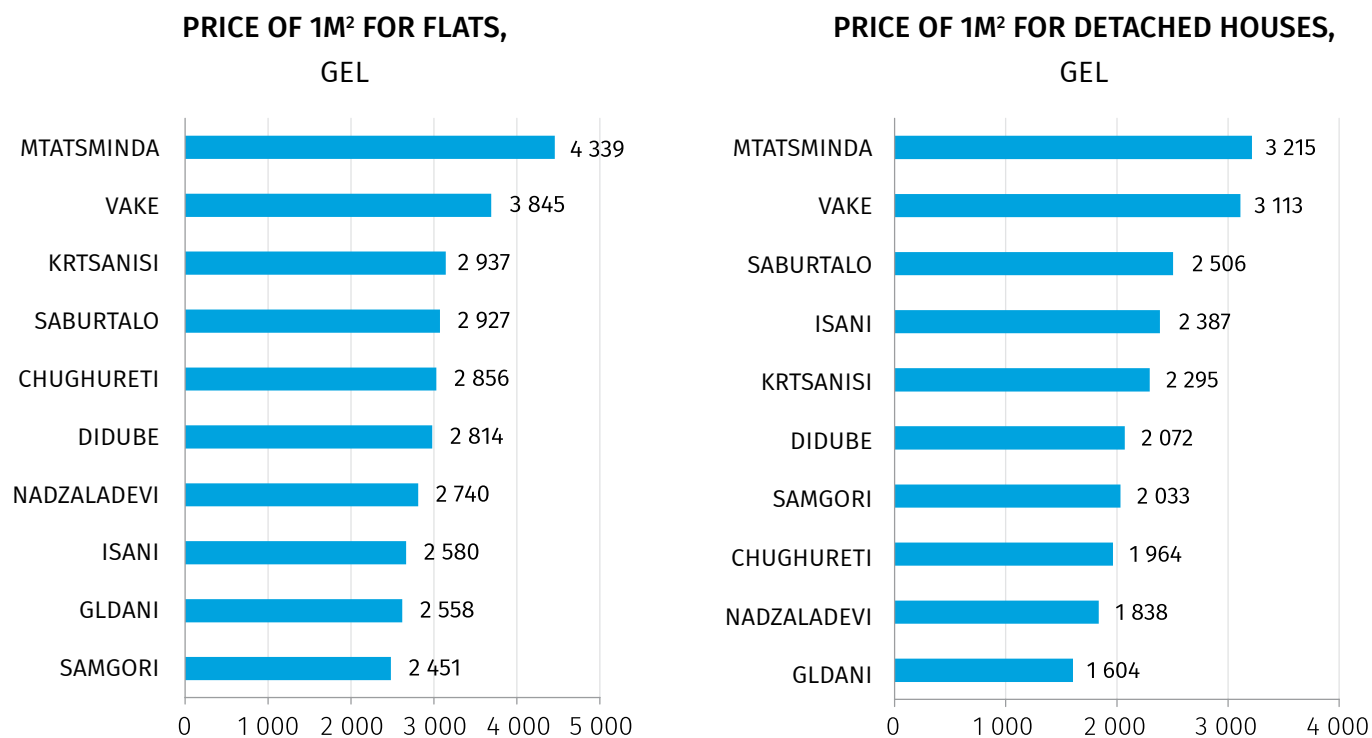 PRICE OF 1M² FOR FLATS,
GEL
MTATSMINDA 4 339
VAKE 3 845
KRTSANISI 2 937
SABURTALO 2 927
CHUGHURETI 2 856
DIDUBE 2 814
NADZALADEVI 2 740
ISANI 2 580
GLDANI 2 558
SAMGORI 2 451
0 1 000 2 000 3 000 4 000 5 000
PRICE OF 1M² FOR DETACHED HOUSES,
GEL
MTATSMINDA 3 215
VAKE 3 113
SABURTALO 2 506
ISANI 2 387
KRTSANISI 2 295
DIDUBE 2 072
SAMGORI 2 033
CHUGHURETI 1 964
NADZALADEVI 1 838
GLDANI 1 604
0 1 000 2 000 3 000 4 000